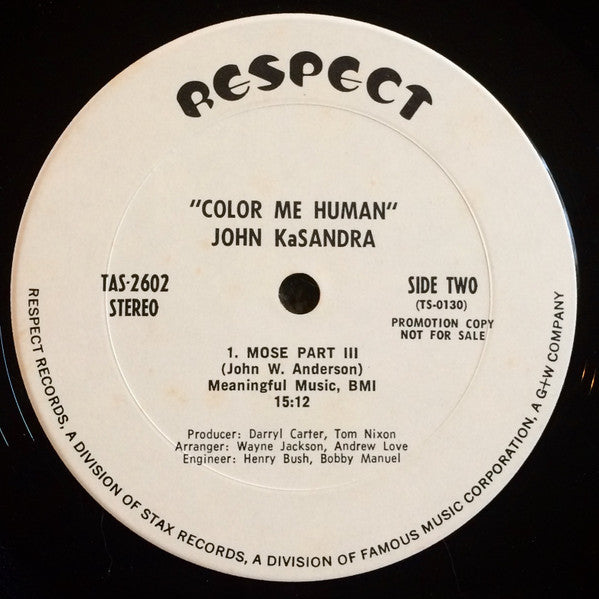 RESPECT
"COLOR ME HUMAN"
JOHN KaSANDRA
TAS-2602
STEREO
SIDE TWO
(TS-0130)
PROMOTION COPY
NOT FOR SALE
1. MOSE PART III
(John W. Anderson)
Meaningful Music, BMI
15:12
Producer: Darryl Carter, Tom Nixon
Arranger: Wayne Jackson, Andrew Love
Engineer: Henry Bush, Bobby Manuel
RESPECT RECORDS, A DIVISION OF STAX RECORDS, A DIVISION OF FAMOUS MUSIC CORPORATION, A G+W COMPANY